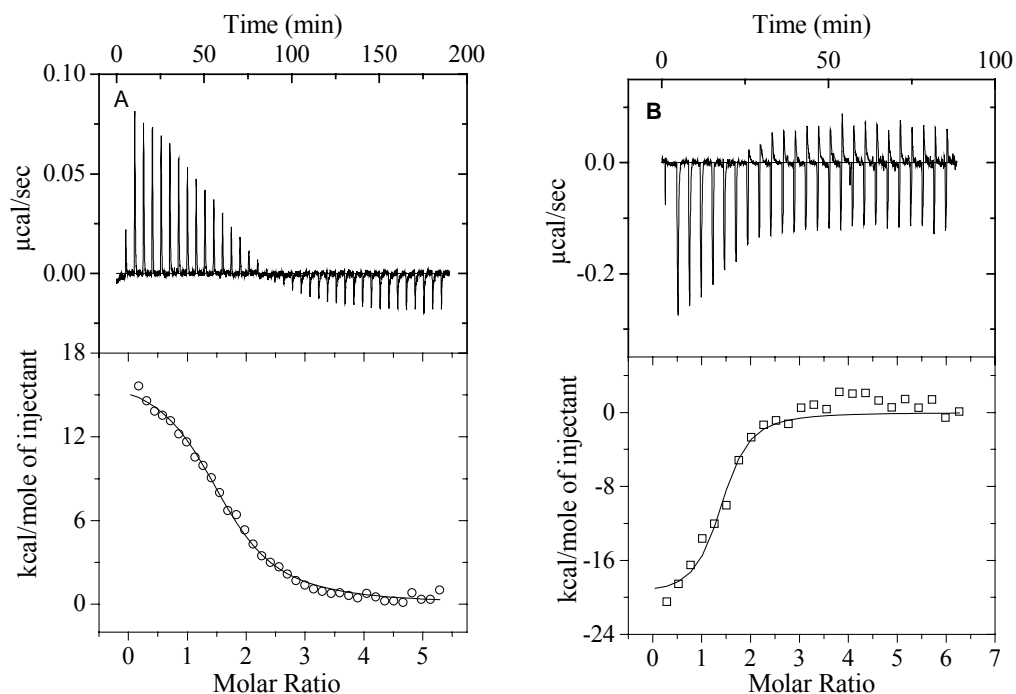 Time (min)
0 50 100 150 200
0.10
A
0.05
0.00
µcal/sec
18
15
12
9
6
3
0
kcal/mole of injectant
0 1 2 3 4 5
Molar Ratio
Time (min)
0 50 100
B
0.0
-0.2
µcal/sec
0
-8
-16
-24
kcal/mole of injectant
0 1 2 3 4 5 6 7
Molar Ratio